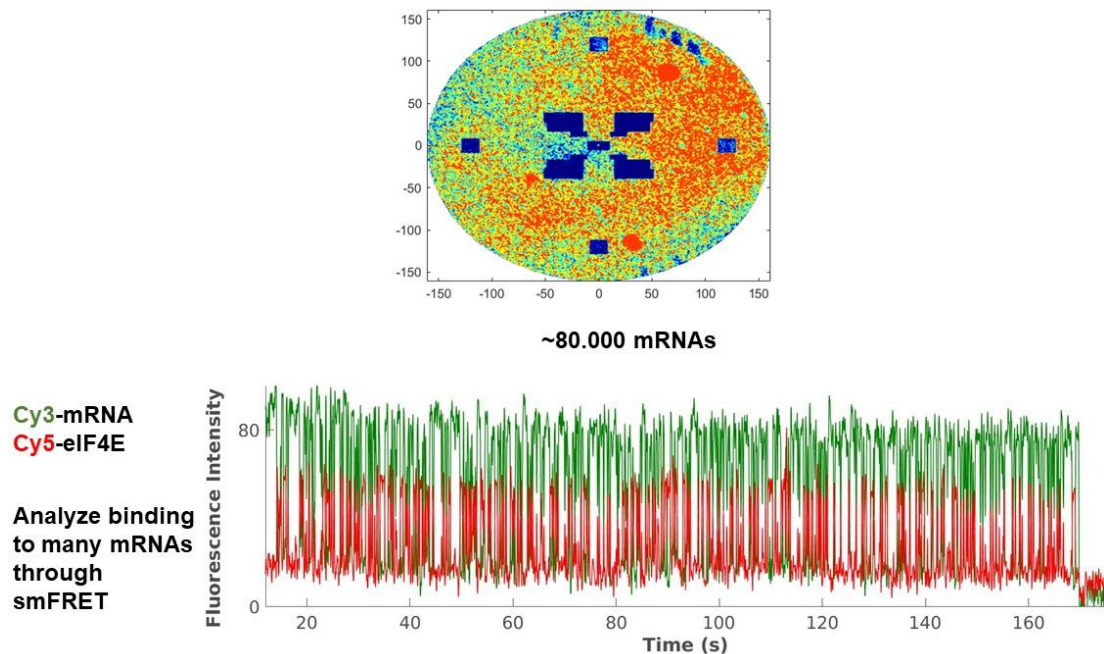 150
100
50
0
-50
-100
-150
-150 -100 -50 0 50 100 150
~80.000 mRNAs
Cy3-mRNA
Cy5-eIF4E
Analyze binding
to many mRNAs
through
smFRET
Fluorescence Intensity
80
0
20 40 60 80 100 120 140 160
Time (s)